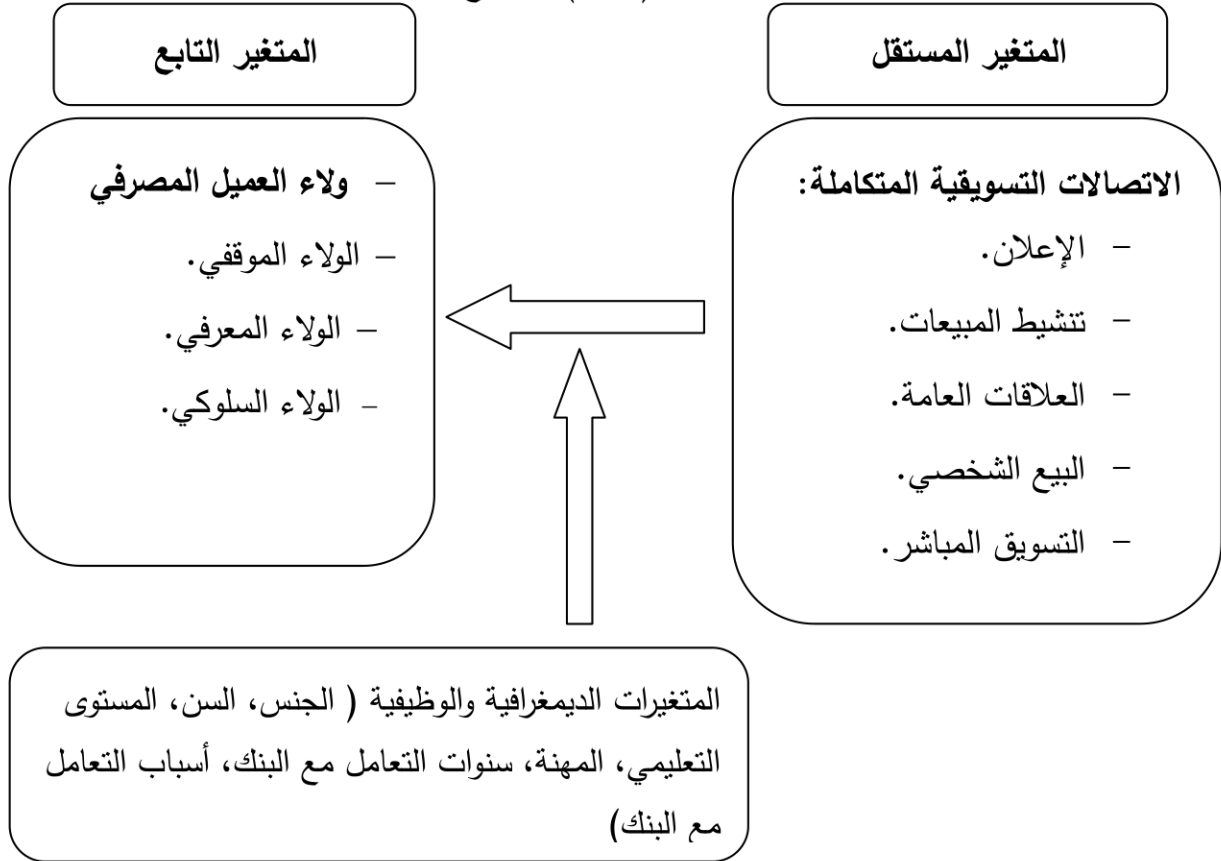 المتغير المستقل
الاتصالات التسويقية المتكاملة:
– الإعلان.
– تنشيط المبيعات.
– العلاقات العامة.
– البيع الشخصي.
– التسويق المباشر.
المتغير التابع
– ولاء العميل المصرفي
– الولاء الموقفي.
– الولاء المعرفي.
- الولاء السلوكي.
المتغيرات الديمغرافية والوظيفية ( الجنس، السن، المستوى
التعليمي، المهنة، سنوات التعامل مع البنك، أسباب التعامل
مع البنك)